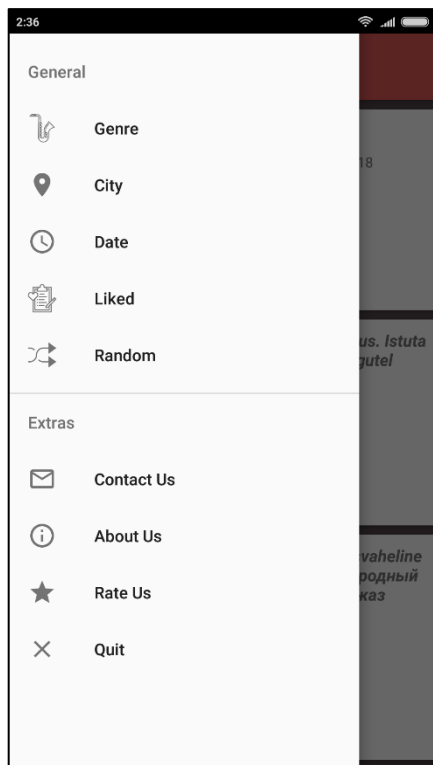 2:36
General
Genre
City
Date
Liked
Random
Extras
Contact Us
About Us
Rate Us
Quit
18
us. Istuta
gutel
vaheline
родный
каз